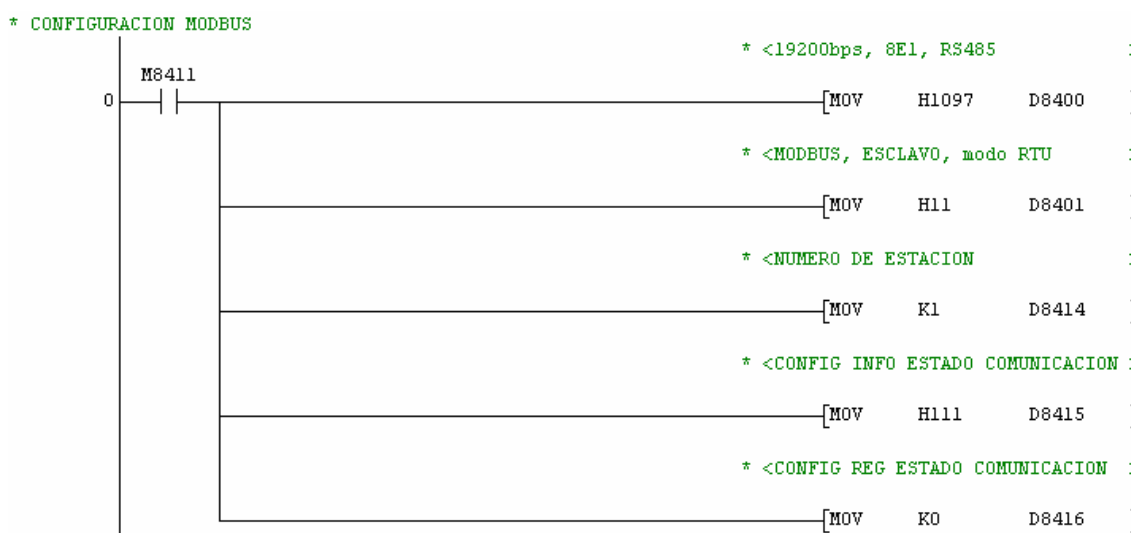 * CONFIGURACION MODBUS
* <19200bps, 8E1, RS485
M8411
0 [MOV H1097 D8400
* <MODBUS, ESCLAVO, modo RTU
[MOV H11 D8401
* <NUMERO DE ESTACION
[MOV K1 D8414
* <CONFIG INFO ESTADO COMUNICACION
[MOV H111 D8415
* <CONFIG REG ESTADO COMUNICACION
[MOV K0 D8416